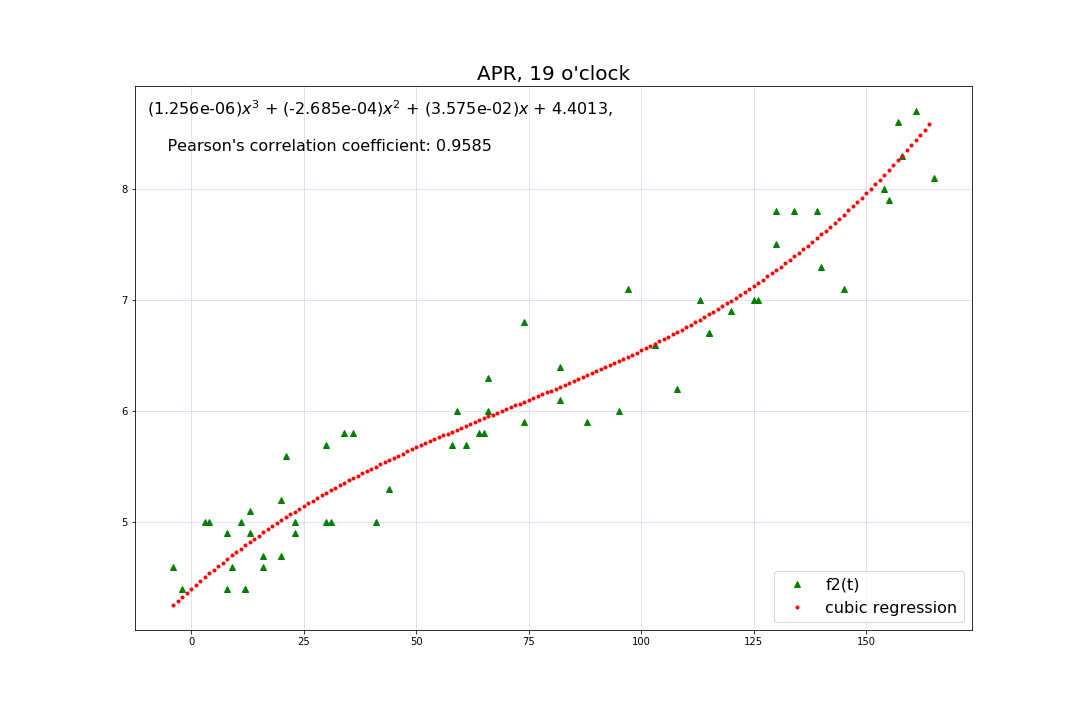 APR, 19 o'clock
(1.256e-06)x³ + (-2.685e-04)x² + (3.575e-02)x + 4.4013,
Pearson's correlation coefficient: 0.9585
8
7
6
5
f2(t)
cubic regression
0 25 50 75 100 125 150